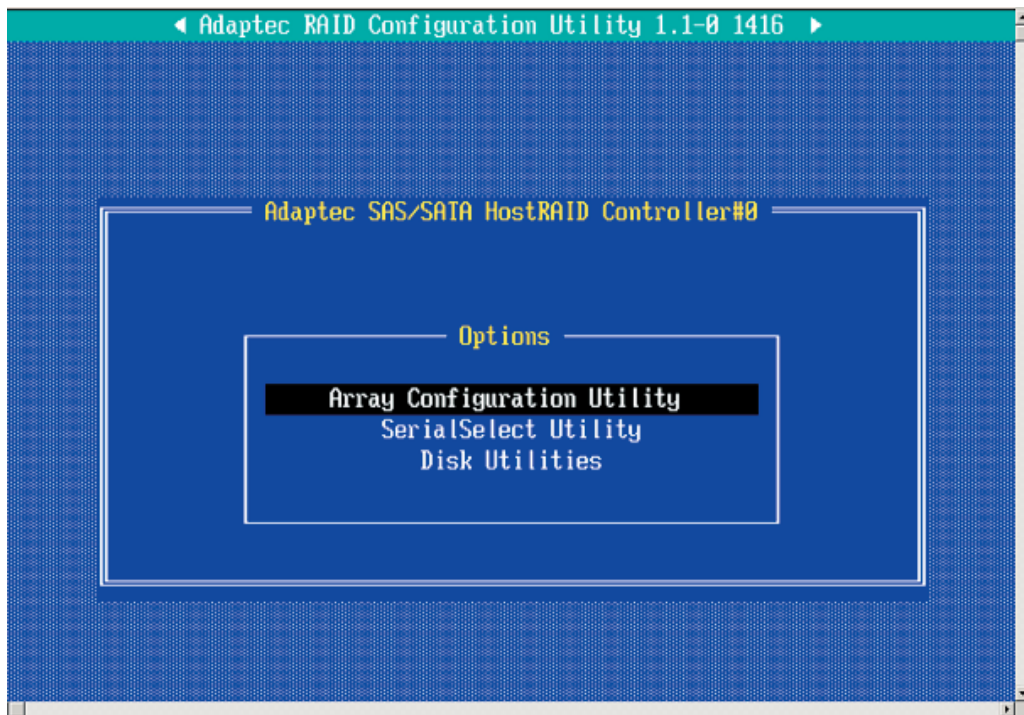 Adaptec RAID Configuration Utility 1.1-0 1416
Adaptec SAS/SATA HostRAID Controller#0
Options
Array Configuration Utility
SerialSelect Utility
Disk Utilities